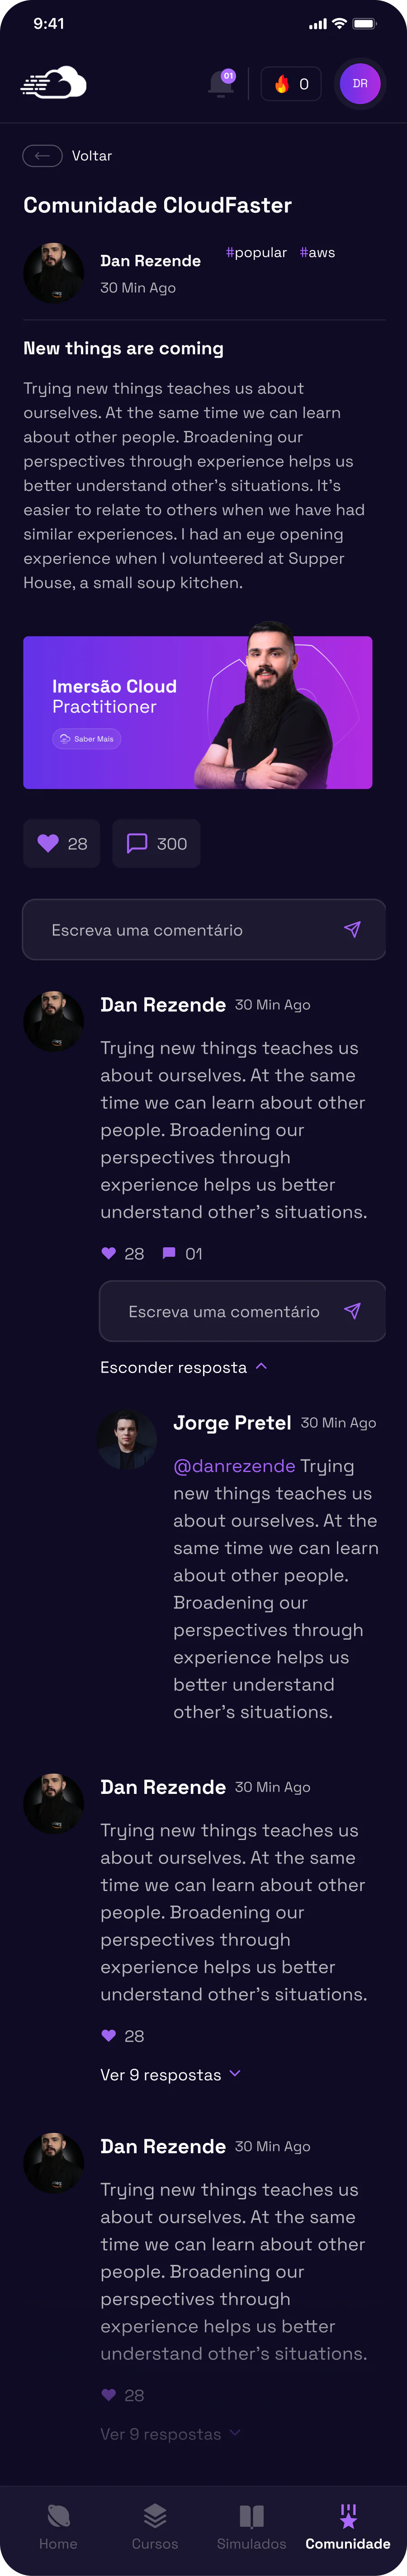 9:41
01
0
DR
Voltar
Comunidade CloudFaster
Dan Rezende
#popular #aws
30 Min Ago
New things are coming
Trying new things teaches us about
ourselves. At the same time we can learn
about other people. Broadening our
perspectives through experience helps us
better understand other's situations. It's
easier to relate to others when we have had
similar experiences. I had an eye opening
experience when I volunteered at Supper
House, a small soup kitchen.
Imersão Cloud
Practitioner
Saber Mais
28
300
Escreva uma comentário
Dan Rezende 30 Min Ago
Trying new things teaches us
about ourselves. At the same
time we can learn about other
people. Broadening our
perspectives through
experience helps us better
understand other's situations.
28 01
Escreva uma comentário
Esconder resposta
Jorge Pretel 30 Min Ago
@danrezende Trying
new things teaches us
about ourselves. At the
same time we can learn
about other people.
Broadening our
perspectives through
experience helps us
better understand
other's situations.
Dan Rezende 30 Min Ago
Trying new things teaches us
about ourselves. At the same
time we can learn about other
people. Broadening our
perspectives through
experience helps us better
understand other's situations.
28
Ver 9 respostas
Dan Rezende 30 Min Ago
Trying new things teaches us
about ourselves. At the same
time we can learn about other
people. Broadening our
perspectives through
experience helps us better
understand other's situations.
28
Ver 9 respostas
Home Cursos Simulados Comunidade